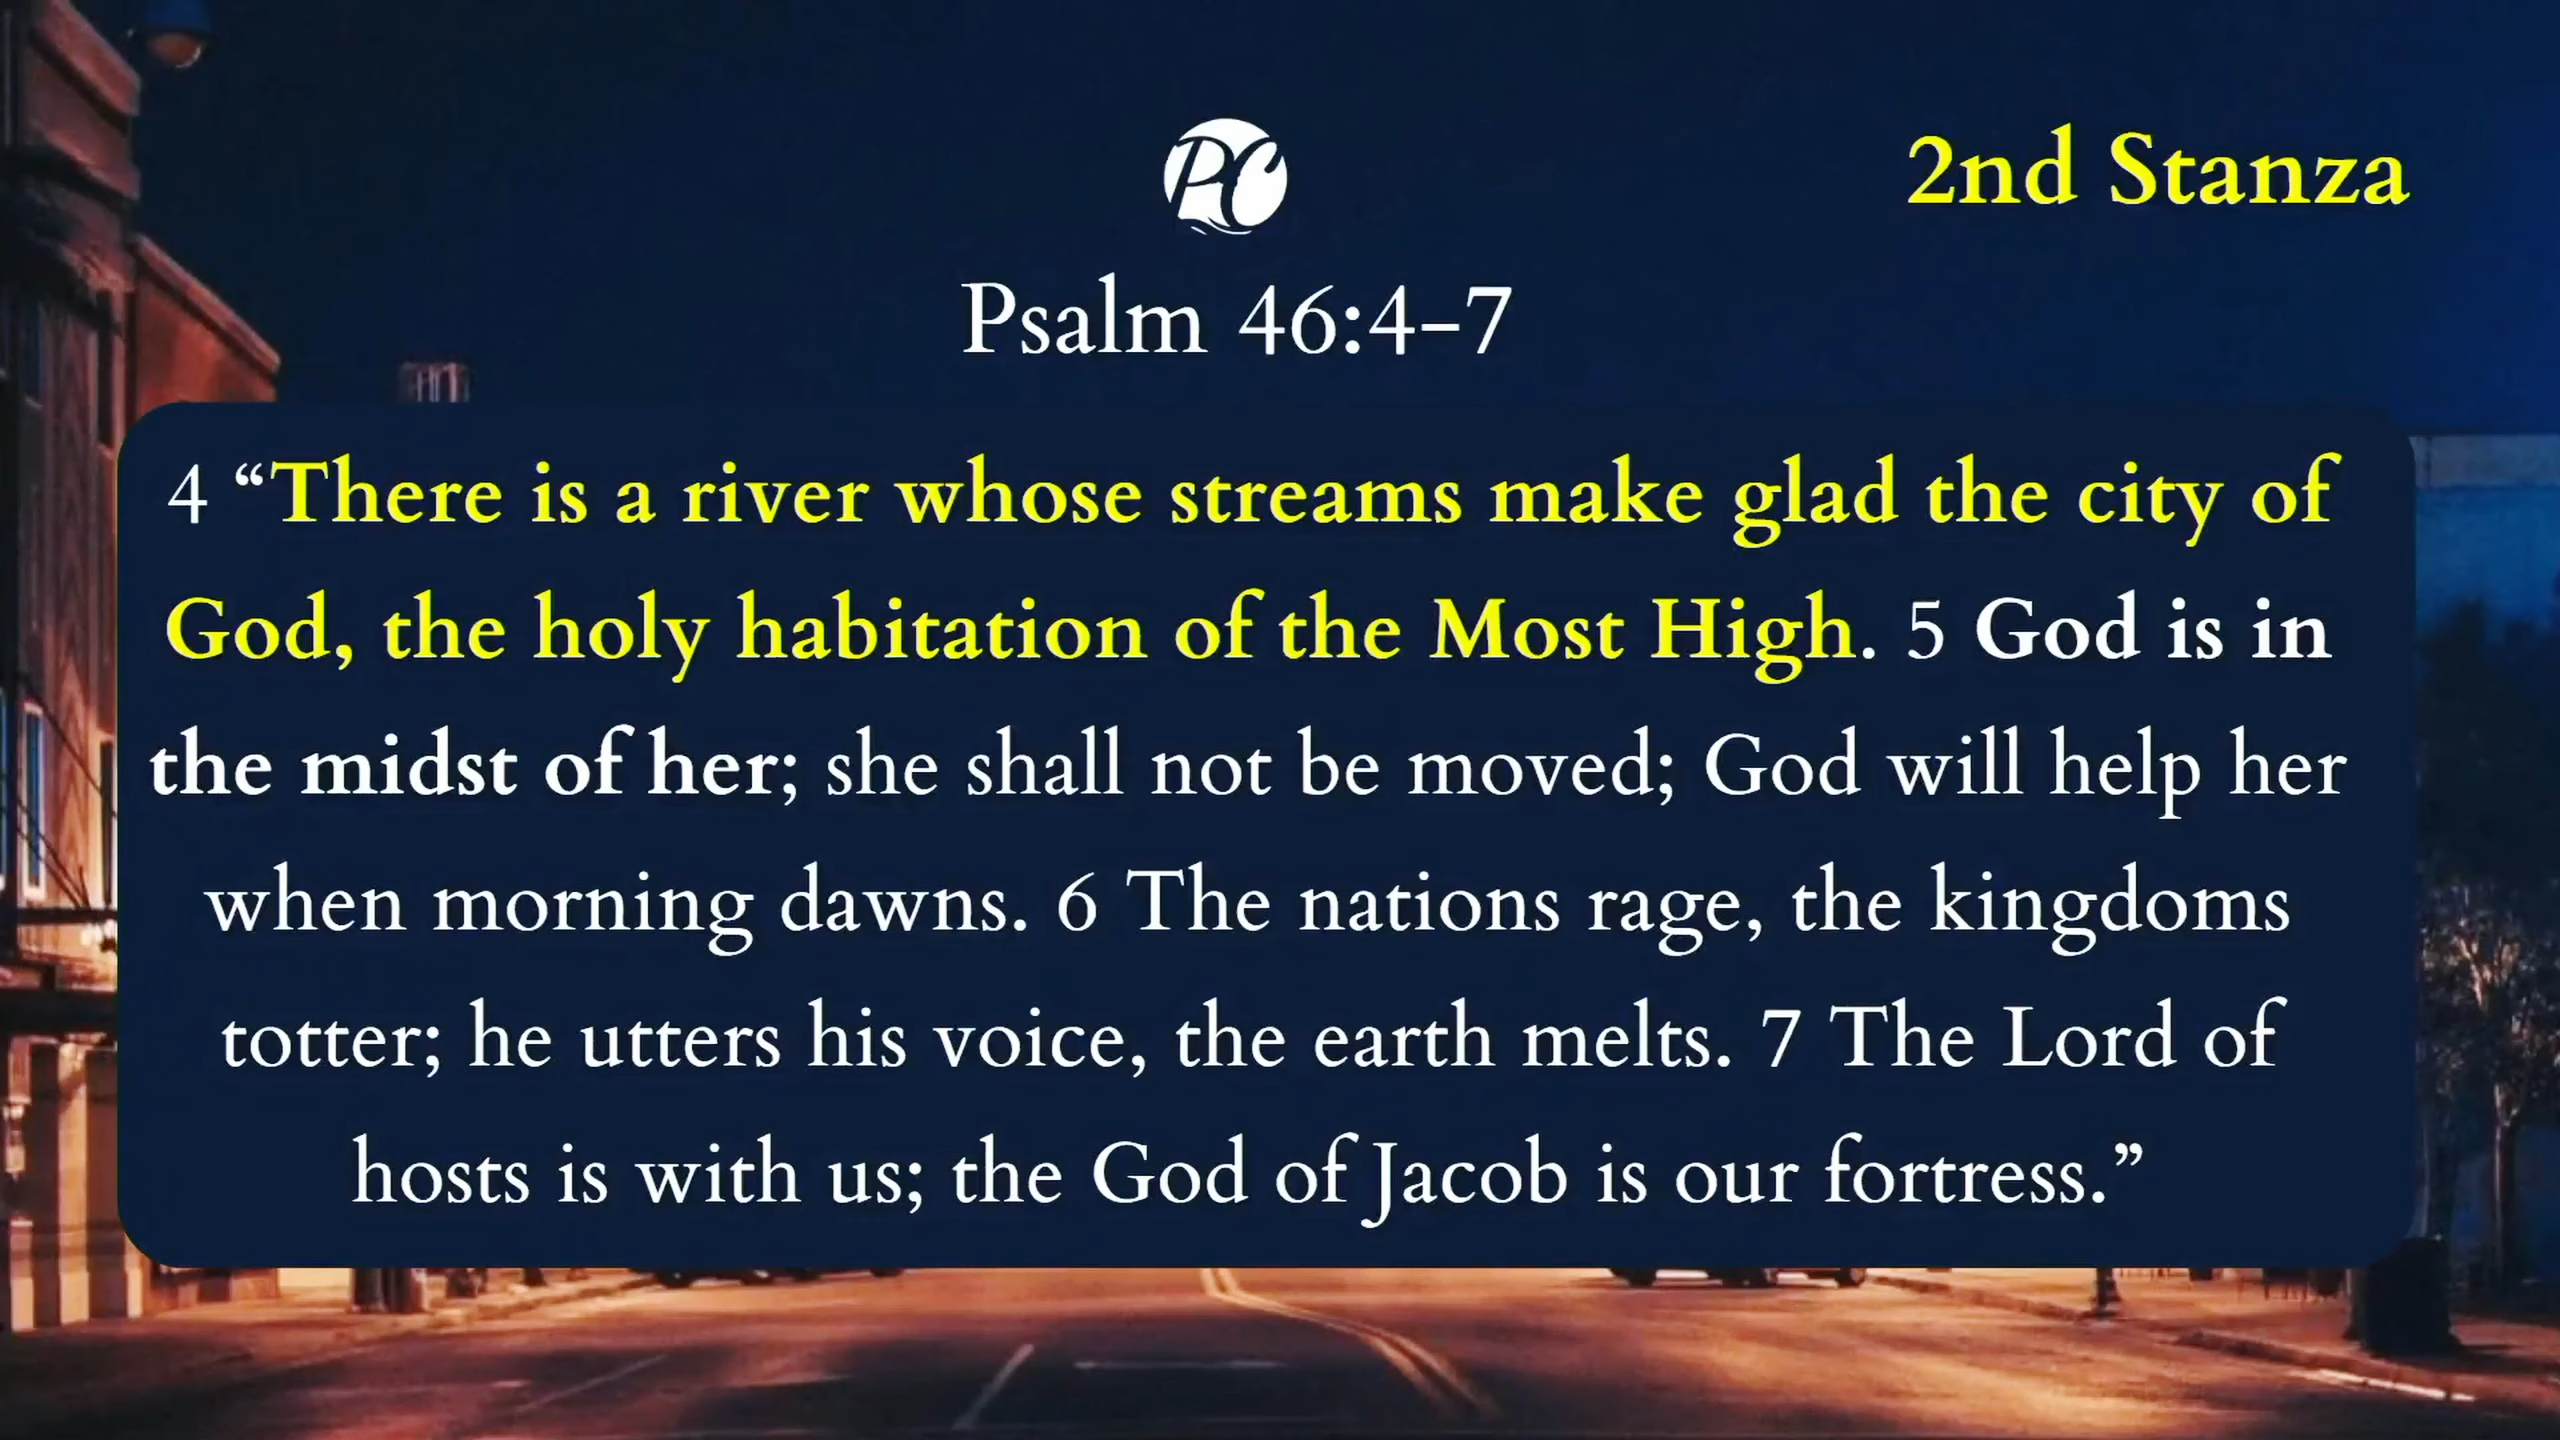 PC
2nd Stanza
Psalm 46:4–7
4 “There is a river whose streams make glad the city of
God, the holy habitation of the Most High. 5 God is in
the midst of her; she shall not be moved; God will help her
when morning dawns. 6 The nations rage, the kingdoms
totter; he utters his voice, the earth melts. 7 The Lord of
hosts is with us; the God of Jacob is our fortress.”